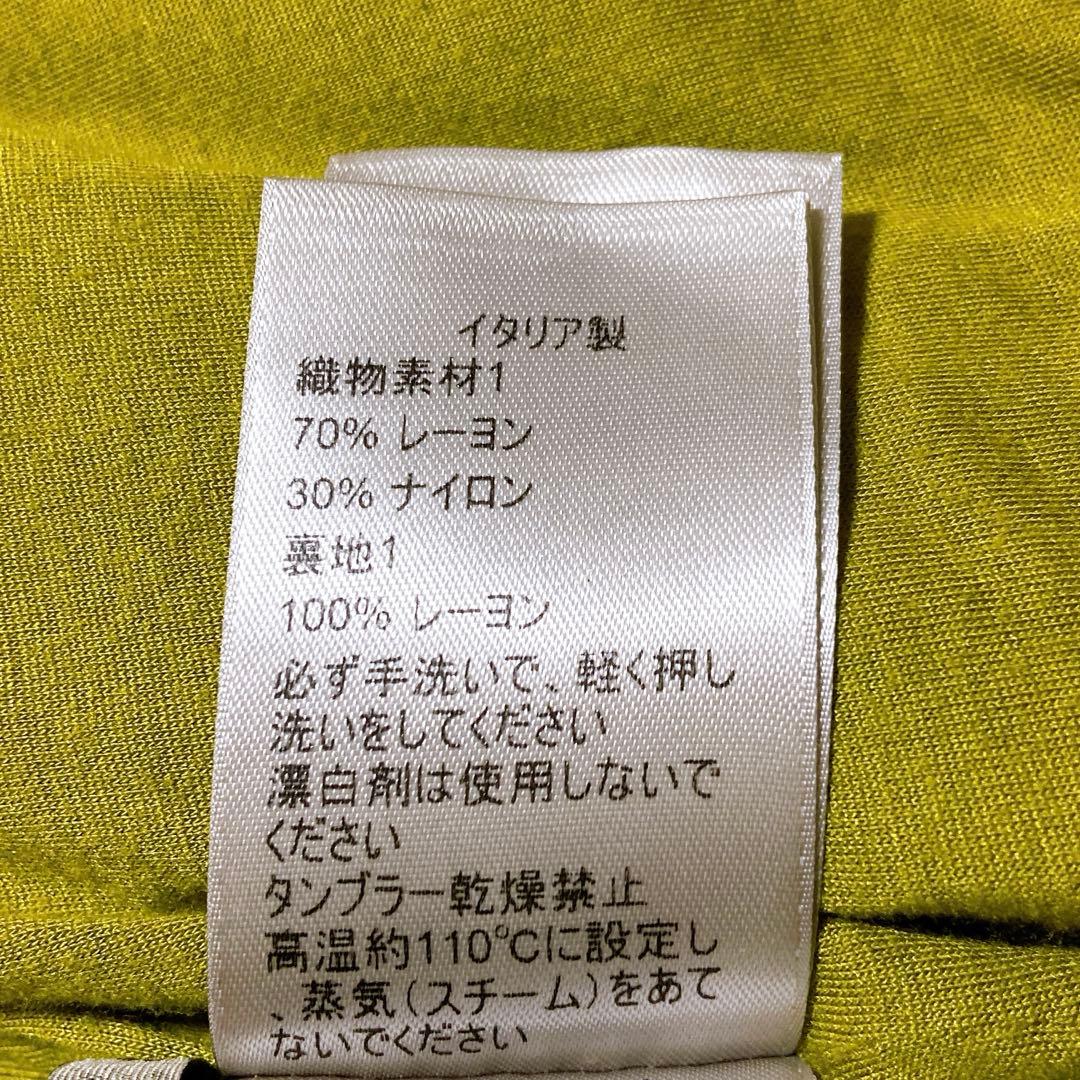 イタリア製
織物素材1
70% レーヨン
30% ナイロン
裏地1
100% レーヨン
必ず手洗いで、軽く押し
洗いをしてください
漂白剤は使用しないで
ください
タンブラー乾燥禁止
高温約110℃に設定し
、蒸気(スチーム)をあて
ないでください